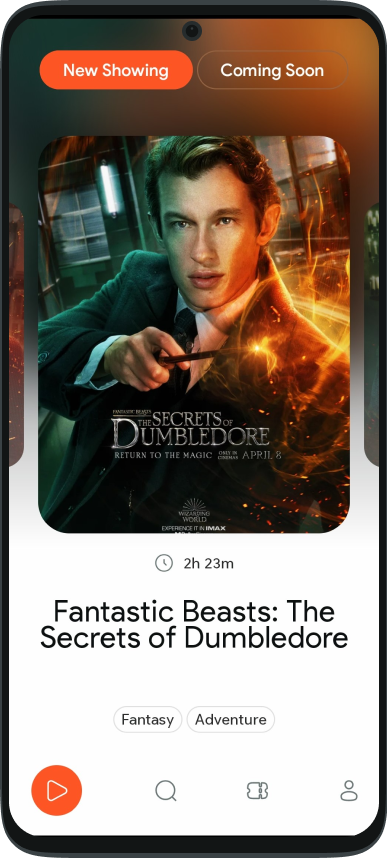 New Showing
Coming Soon
FANTASTIC BEASTS
THE SECRETS OF
DUMBLEDORE
RETURN TO THE MAGIC ONLY IN CINEMAS APRIL 8
WIZARDING
WORLD
EXPERIENCE IT IN IMAX
2h 23m
Fantastic Beasts: The
Secrets of Dumbledore
Fantasy
Adventure